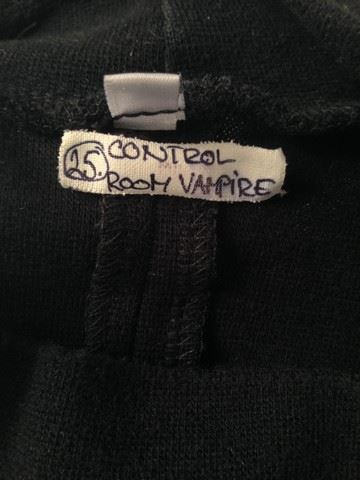 25. CONTROL
ROOM VAMPIRE